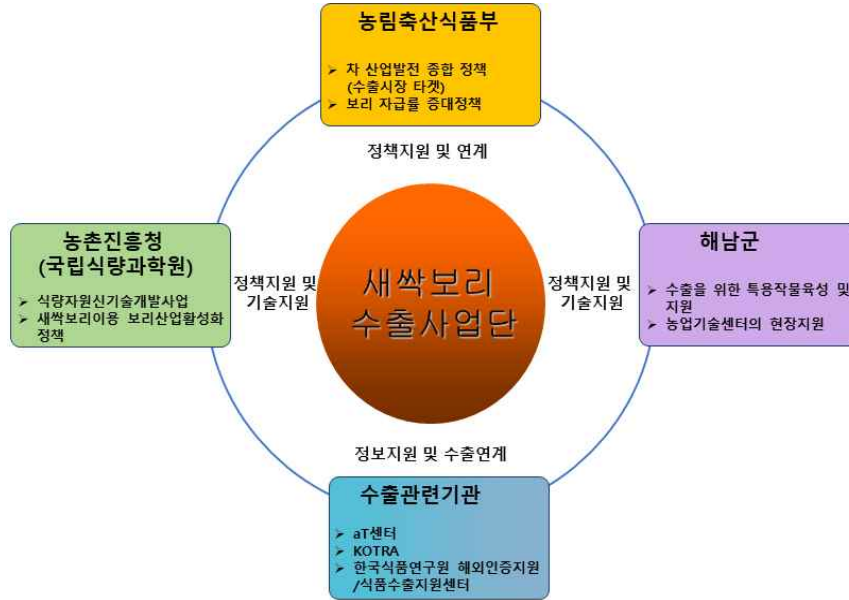 농림축산식품부
➢ 차 산업발전 종합 정책
(수출시장 타겟)
➢ 보리 자급률 증대정책
정책지원 및 연계
농촌진흥청
(국립식량과학원)
➢ 식량자원신기술개발사업
➢ 새싹보리이용 보리산업활성화
정책
정책지원 및
기술지원
새싹보리
수출사업단
정책지원 및
기술지원
해남군
➢ 수출을 위한 특용작물육성 및
지원
➢ 농업기술센터의 현장지원
정보지원 및 수출연계
수출관련기관
➢ aT센터
➢ KOTRA
➢ 한국식품연구원 해외인증지원
/식품수출지원센터